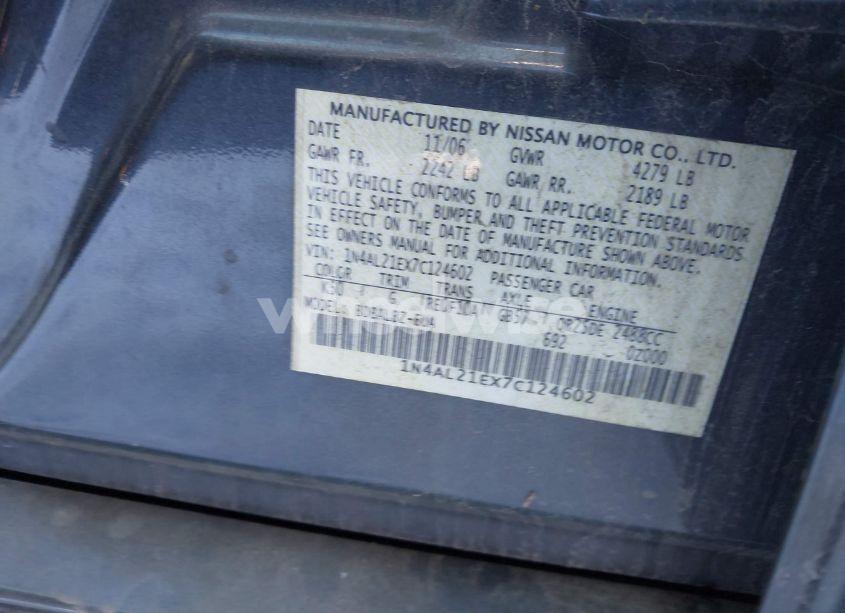 MANUFACTURED BY NISSAN MOTOR CO., LTD.
DATE 11/06 GVWR 4279 LB
GAWR FR. 2242 LB GAWR RR. 2189 LB
THIS VEHICLE CONFORMS TO ALL APPLICABLE FEDERAL MOTOR
VEHICLE SAFETY, BUMPER AND THEFT PREVENTION STANDARDS
IN EFFECT ON THE DATE OF MANUFACTURE SHOWN ABOVE.
SEE OWNERS MANUAL FOR ADDITIONAL INFORMATION.
VIN: 1N4AL21EX7C124602 PASSENGER CAR
COLOR TRIM TRANS AXLE ENGINE
K50 G QR25DE 2488CC
MODEL: 692 02000
1N4AL21EX7C124602
wheelwise